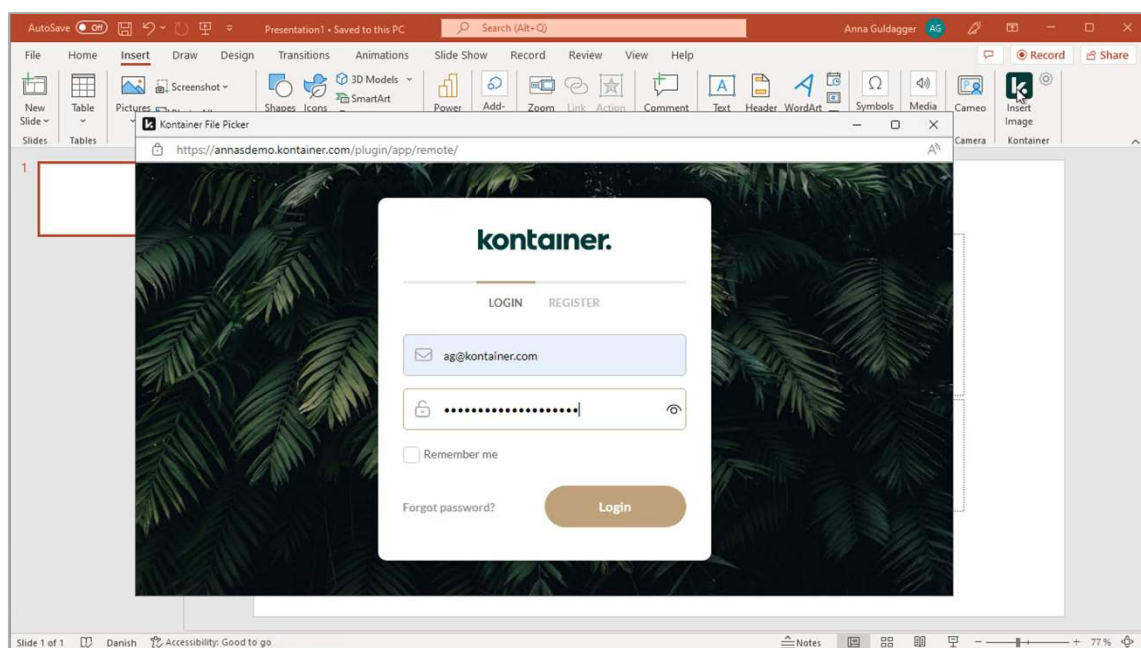 AutoSave Off Presentation1 • Saved to this PC Search (Alt+Q) Anna Guldagger AG
File Home Insert Draw Design Transitions Animations Slide Show Record Review View Help Record Share
Screenshot 3D Models
SmartArt
New Table Pictures Shapes Icons Power Add- Zoom Link Action Comment Text Header WordArt Symbols Media Cameo Insert
Slide Image
Slides Tables Camera Kontainer
Kontainer File Picker
https://annasdemo.kontainer.com/plugin/app/remote/
1
kontainer.
LOGIN REGISTER
ag@kontainer.com
•••••••••••••••••••••
Remember me
Forgot password? Login
Slide 1 of 1 Danish Accessibility: Good to go Notes 77 %